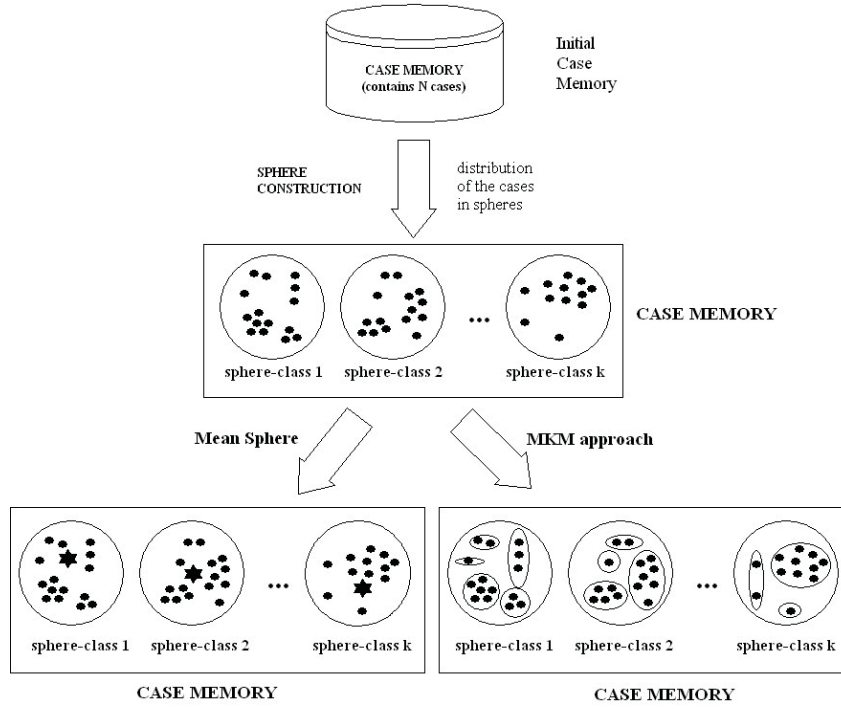 CASE MEMORY
(contains N cases)
Initial
Case
Memory
SPHERE
CONSTRUCTION
distribution
of the cases
in spheres
sphere-class 1
sphere-class 2
...
sphere-class k
CASE MEMORY
Mean Sphere
MKM approach
sphere-class 1
sphere-class 2
...
sphere-class k
CASE MEMORY
sphere-class 1
sphere-class 2
...
sphere-class k
CASE MEMORY